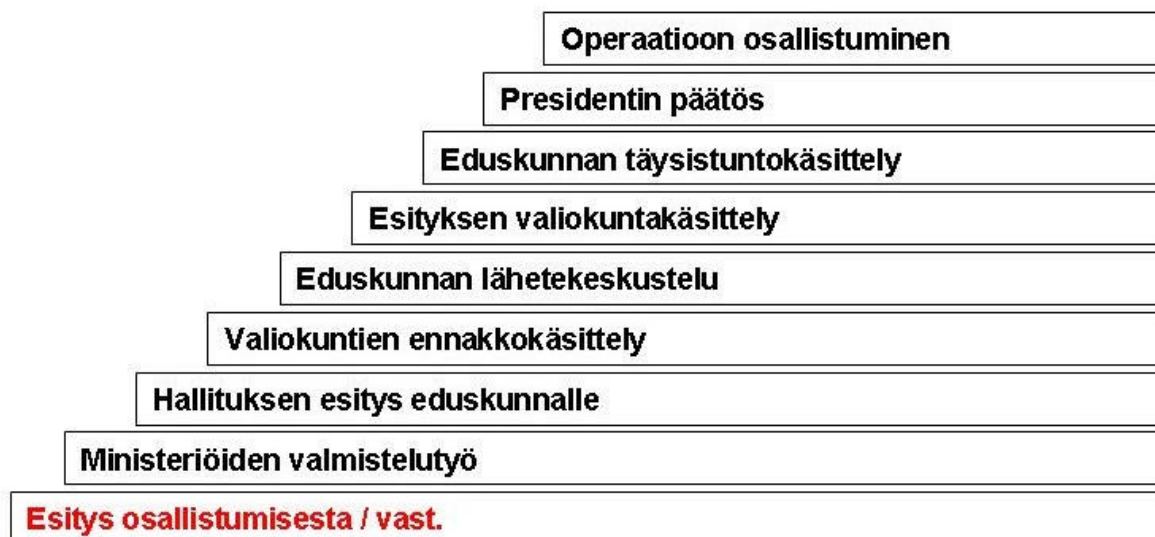 Operaatioon osallistuminen
Presidentin päätös
Eduskunnan täysistuntokäsittely
Esityksen valiokuntakäsittely
Eduskunnan lähetekeskustelu
Valiokuntien ennakkokäsittely
Hallituksen esitys eduskunnalle
Ministeriöiden valmistelutyö
Esitys osallistumisesta / vast.